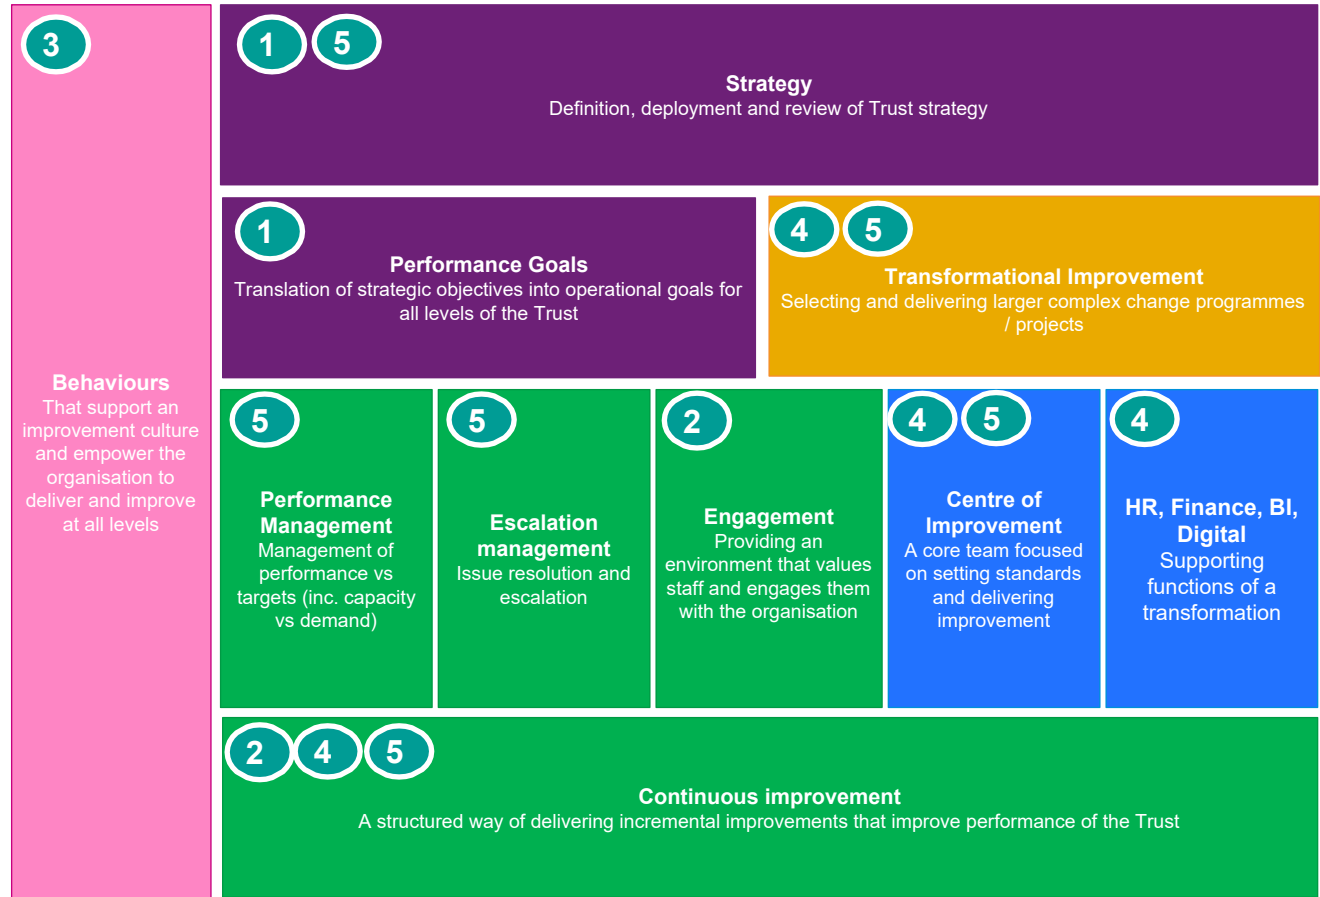 3
Behaviours
That support an
improvement culture
and empower the
organisation to
deliver and improve
at all levels
1 5
Strategy
Definition, deployment and review of Trust strategy
1
Performance Goals
Translation of strategic objectives into operational goals for
all levels of the Trust
4 5
Transformational Improvement
Selecting and delivering larger complex change programmes
/ projects
5
Performance
Management
Management of
performance vs
targets (inc. capacity
vs demand)
5
Escalation
management
Issue resolution and
escalation
2
Engagement
Providing an
environment that values
staff and engages them
with the organisation
4 5
Centre of
Improvement
A core team focused
on setting standards
and delivering
improvement
4
HR, Finance, BI,
Digital
Supporting
functions of a
transformation
2 4 5
Continuous improvement
A structured way of delivering incremental improvements that improve performance of the Trust